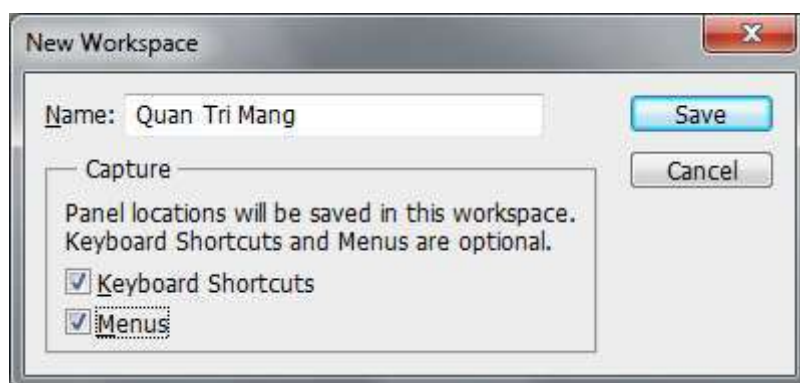 New Workspace
Name: Quan Tri Mang
Save
Capture
Cancel
Panel locations will be saved in this workspace.
Keyboard Shortcuts and Menus are optional.
Keyboard Shortcuts
Menus